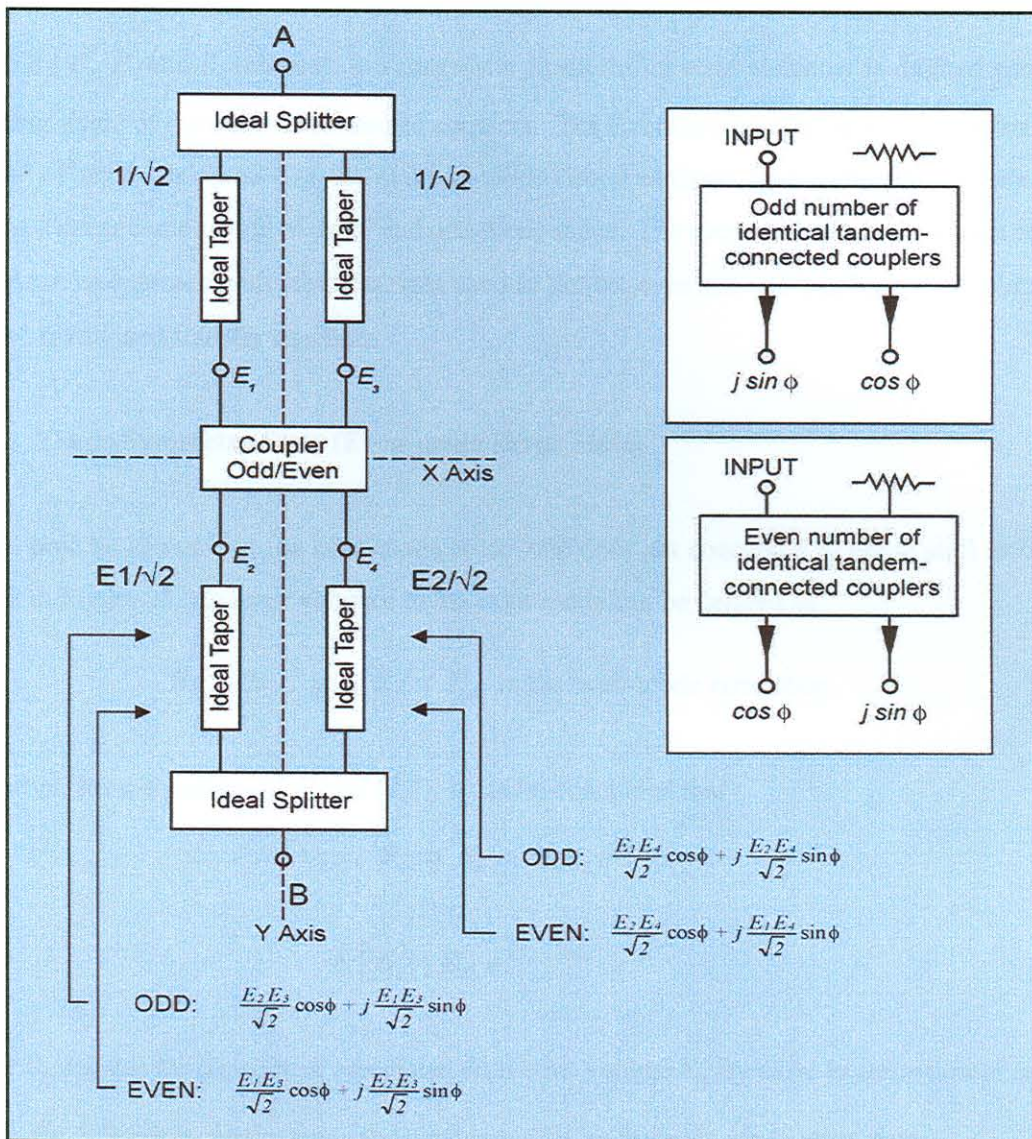 A
Ideal Splitter
1/√2
1/√2
Ideal Taper
Ideal Taper
E₁
E₃
Coupler
Odd/Even
X Axis
E₂
E₄
E1/√2
E2/√2
Ideal Taper
Ideal Taper
Ideal Splitter
B
Y Axis
ODD: E₁E₄/√2 cosϕ + j E₂E₄/√2 sinϕ
EVEN: E₂E₄/√2 cosϕ + j E₁E₄/√2 sinϕ
ODD: E₂E₃/√2 cosϕ + j E₁E₃/√2 sinϕ
EVEN: E₁E₃/√2 cosϕ + j E₂E₃/√2 sinϕ
INPUT
Odd number of
identical tandem-
connected couplers
j sin ϕ
cos ϕ
INPUT
Even number of
identical tandem-
connected couplers
cos ϕ
j sin ϕ